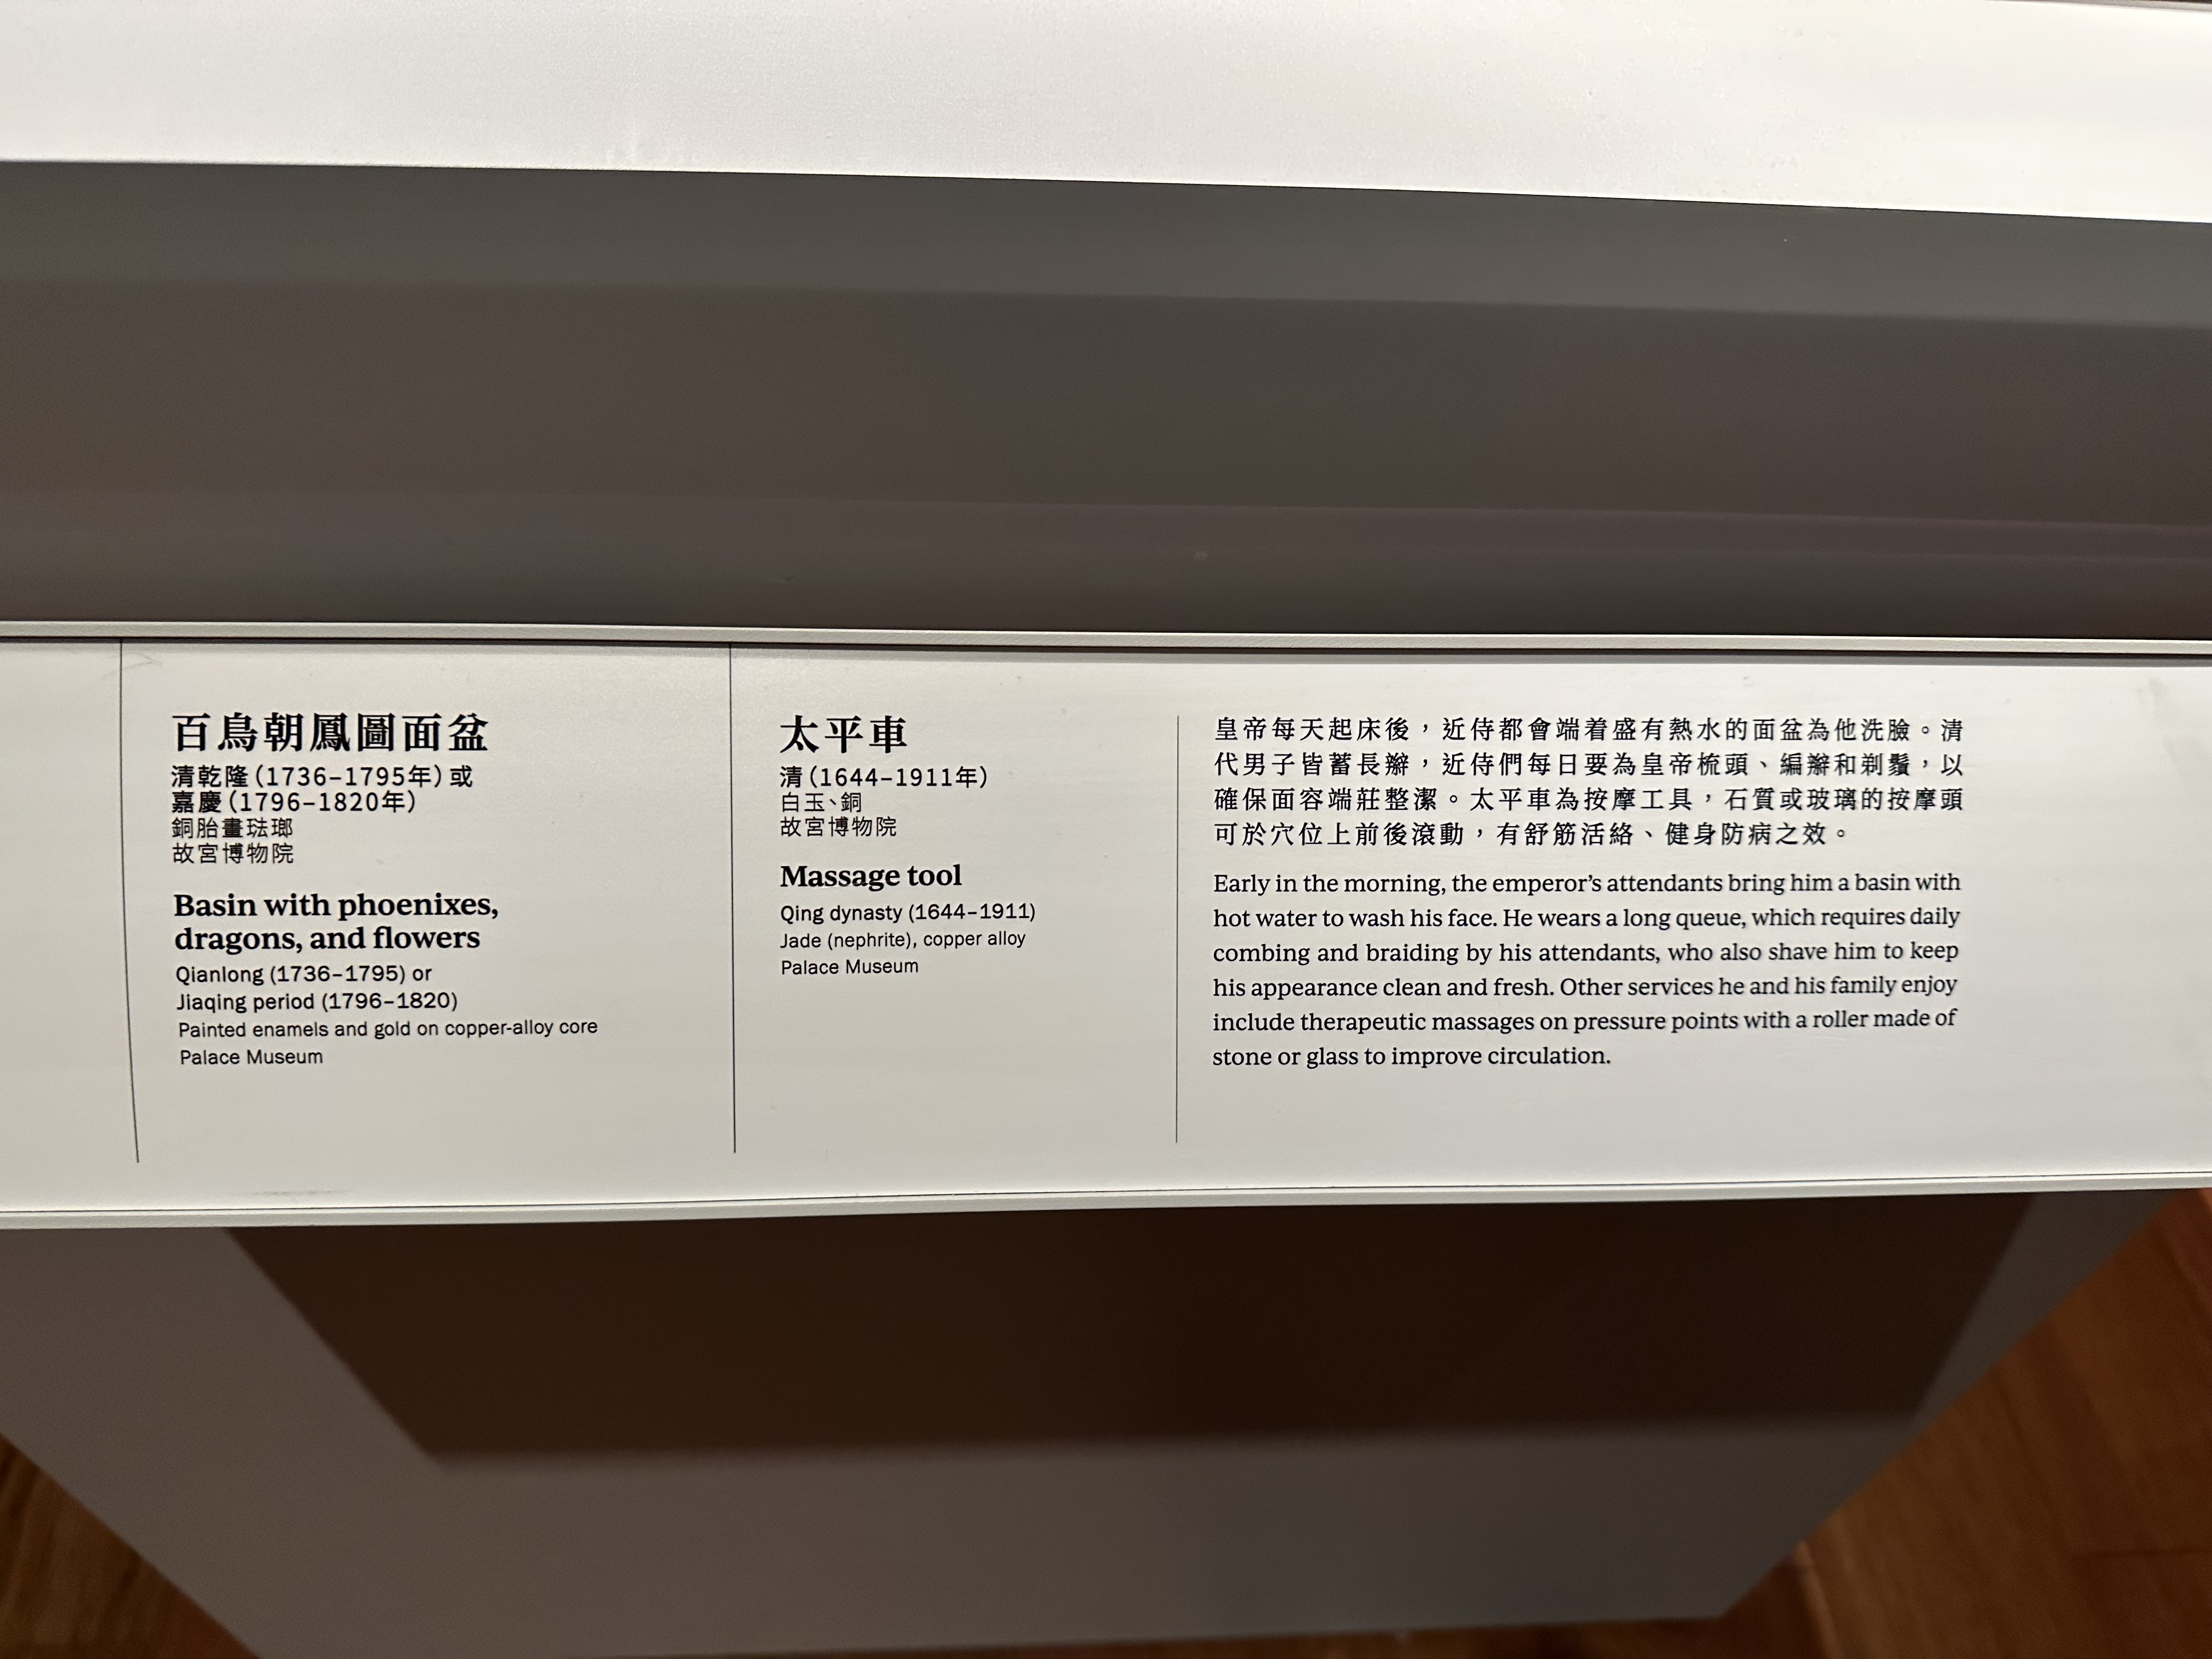 百鳥朝鳳圖面盆
清乾隆(1736–1795年)或
嘉慶(1796–1820年)
銅胎畫琺瑯
故宮博物院
Basin with phoenixes,
dragons, and flowers
Qianlong (1736–1795) or
Jiaqing period (1796–1820)
Painted enamels and gold on copper-alloy core
Palace Museum
太平車
清(1644–1911年)
白玉、銅
故宮博物院
Massage tool
Qing dynasty (1644–1911)
Jade (nephrite), copper alloy
Palace Museum
皇帝每天起床後，近侍都會端着盛有熱水的面盆為他洗臉。清
代男子皆蓄長辮，近侍們每日要為皇帝梳頭、編辮和剃鬚，以
確保面容端莊整潔。太平車為按摩工具，石質或玻璃的按摩頭
可於穴位上前後滾動，有舒筋活絡、健身防病之效。
Early in the morning, the emperor’s attendants bring him a basin with
hot water to wash his face. He wears a long queue, which requires daily
combing and braiding by his attendants, who also shave him to keep
his appearance clean and fresh. Other services he and his family enjoy
include therapeutic massages on pressure points with a roller made of
stone or glass to improve circulation.